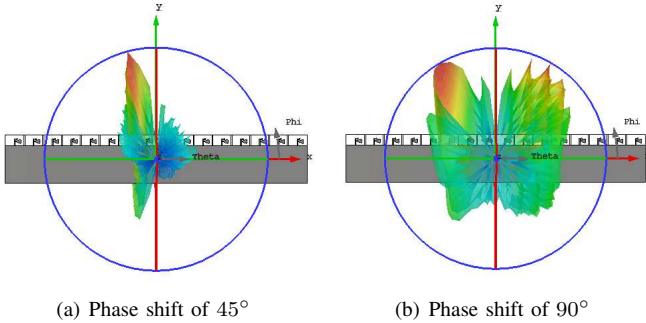 y
y
Phi
Phi
Theta
x
Theta
(a) Phase shift of 45°
(b) Phase shift of 90°